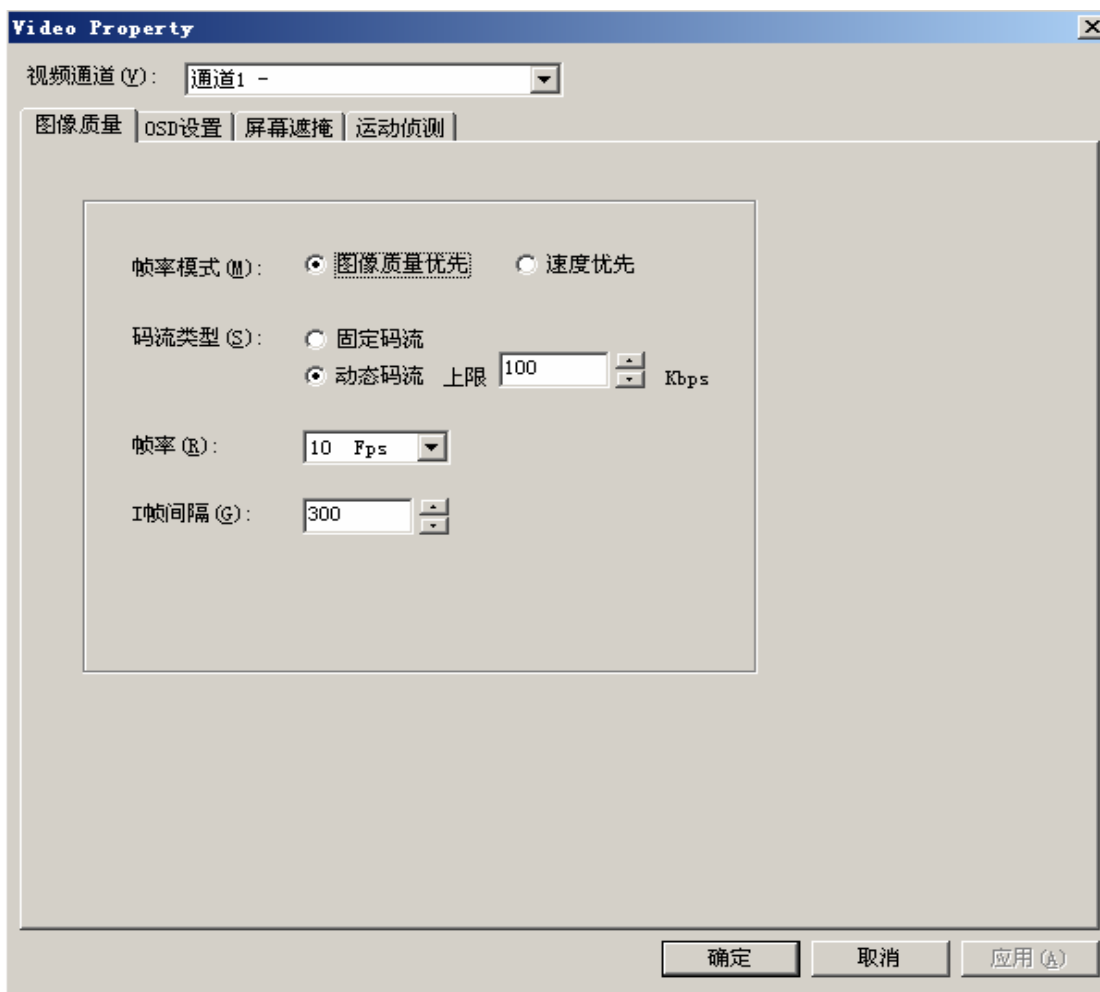 Video Property
视频通道(V): 通道1 -
图像质量 OSD设置 屏幕遮掩 运动侦测
帧率模式(M): 图像质量优先 速度优先
码流类型(S): 固定码流
动态码流 上限 100 Kbps
帧率(R): 10 Fps
I帧间隔(G): 300
确定 取消 应用(A)